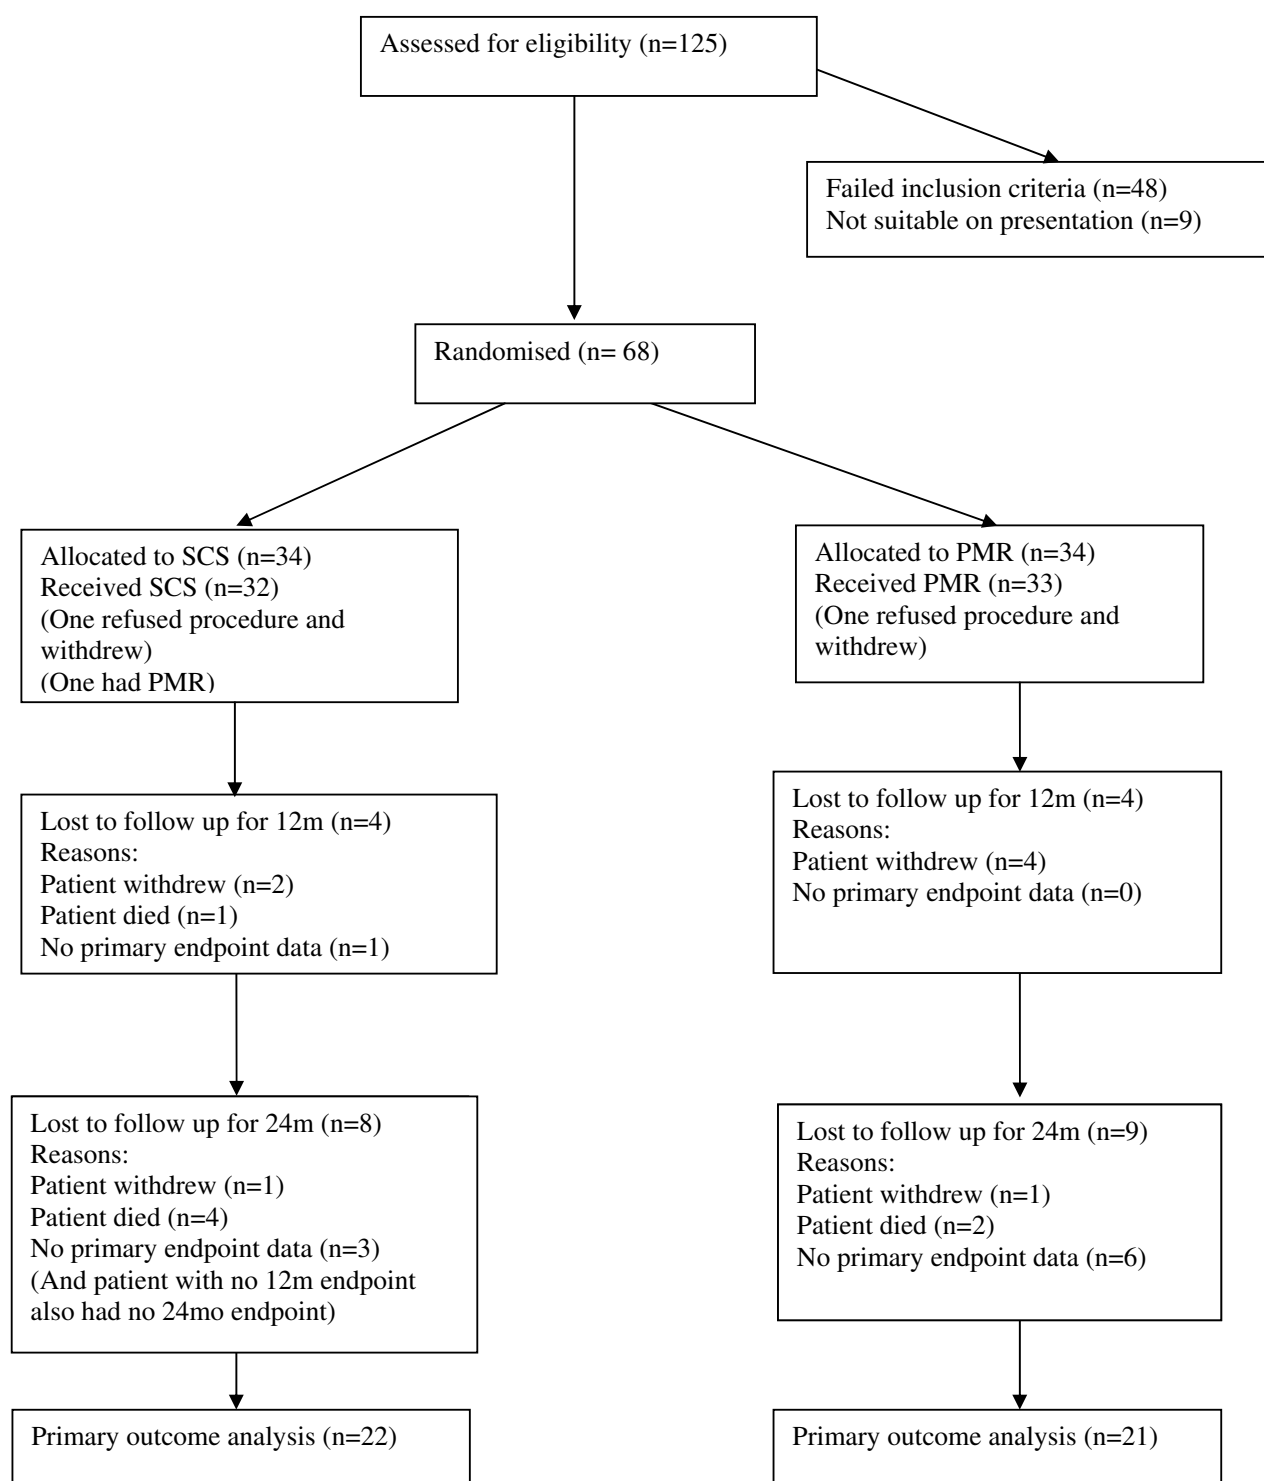 Assessed for eligibility (n=125)
Failed inclusion criteria (n=48)
Not suitable on presentation (n=9)
Randomised (n= 68)
Allocated to SCS (n=34)
Received SCS (n=32)
(One refused procedure and
withdrew)
(One had PMR)
Allocated to PMR (n=34)
Received PMR (n=33)
(One refused procedure and
withdrew)
Lost to follow up for 12m (n=4)
Reasons:
Patient withdrew (n=2)
Patient died (n=1)
No primary endpoint data (n=1)
Lost to follow up for 12m (n=4)
Reasons:
Patient withdrew (n=4)
No primary endpoint data (n=0)
Lost to follow up for 24m (n=8)
Reasons:
Patient withdrew (n=1)
Patient died (n=4)
No primary endpoint data (n=3)
(And patient with no 12m endpoint
also had no 24mo endpoint)
Lost to follow up for 24m (n=9)
Reasons:
Patient withdrew (n=1)
Patient died (n=2)
No primary endpoint data (n=6)
Primary outcome analysis (n=22)
Primary outcome analysis (n=21)